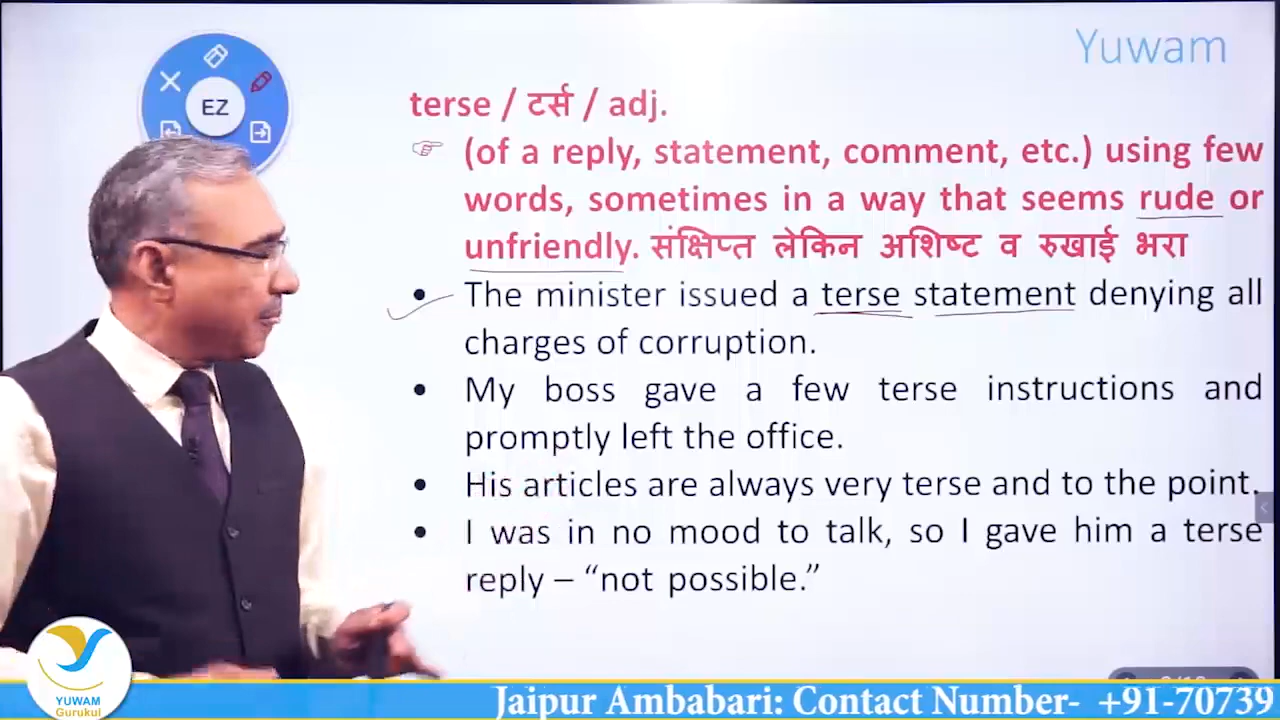 Yuwam
EZ
terse / टर्स / adj.
(of a reply, statement, comment, etc.) using few
words, sometimes in a way that seems rude or
unfriendly. संक्षिप्त लेकिन अशिष्ट व रुखाई भरा
• The minister issued a terse statement denying all
charges of corruption.
• My boss gave a few terse instructions and
promptly left the office.
• His articles are always very terse and to the point.
• I was in no mood to talk, so I gave him a terse
reply – “not possible.”
YUWAM
Gurukul
Jaipur Ambabari: Contact Number- +91-70739